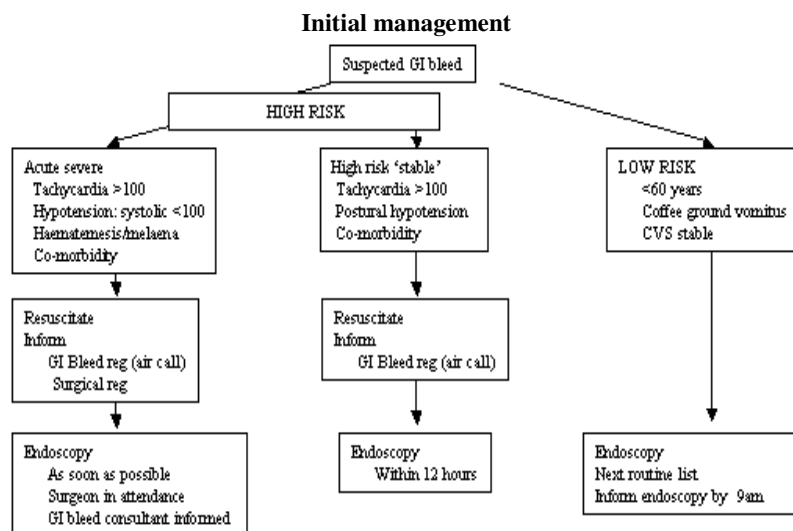 Initial management
Suspected GI bleed
HIGH RISK
Acute severe
Tachycardia >100
Hypotension: systolic <100
Haematemesis/melaena
Co-morbidity
High risk ‘stable’
Tachycardia >100
Postural hypotension
Co-morbidity
LOW RISK
<60 years
Coffee ground vomitus
CVS stable
Resuscitate
Inform
GI Bleed reg (air call)
Surgical reg
Resuscitate
Inform
GI Bleed reg (air call)
Endoscopy
As soon as possible
Surgeon in attendance
GI bleed consultant informed
Endoscopy
Within 12 hours
Endoscopy
Next routine list
Inform endoscopy by 9am